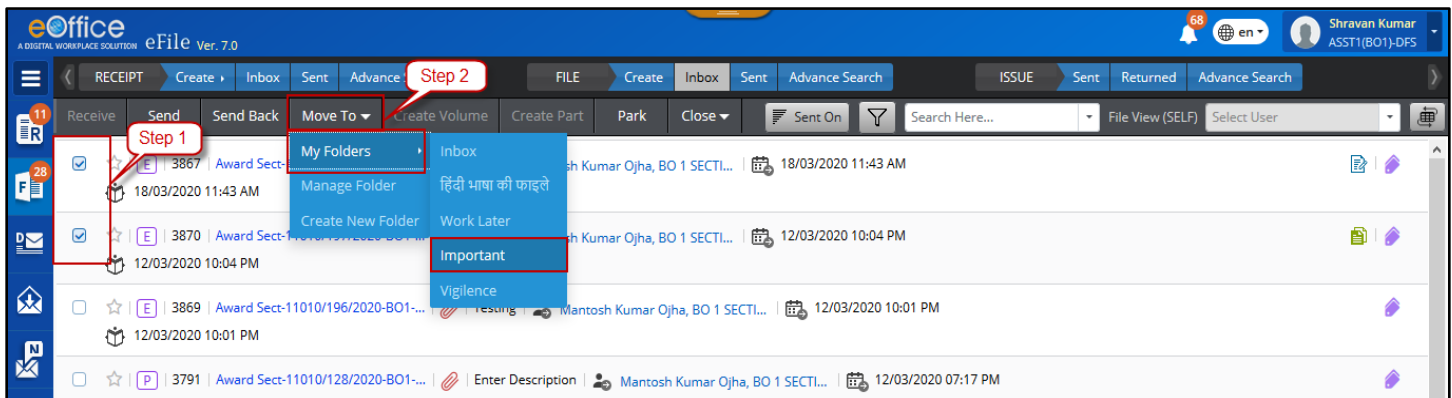 eOffice
A DIGITAL WORKPLACE SOLUTION eFile Ver. 7.0
68 en Shravan Kumar
ASST1(BO1)-DFS
RECEIPT Create Inbox Sent Advance Step 2 FILE Create Inbox Sent Advance Search ISSUE Sent Returned Advance Search
11 R Receive Send Send Back Move To Create Volume Create Part Park Close Sent On Search Here... File View (SELF) Select User
Step 1
My Folders Inbox
E 3867 Award Sect- sh Kumar Ojha, BO 1 SECTI... 18/03/2020 11:43 AM
28 F 18/03/2020 11:43 AM Manage Folder हिंदी भाषा की फाइले
Create New Folder Work Later
D E 3870 Award Sect- sh Kumar Ojha, BO 1 SECTI... 12/03/2020 10:04 PM
Important
12/03/2020 10:04 PM
Vigilence
E 3869 Award Sect-11010/196/2020-BO1-... Testing Mantosh Kumar Ojha, BO 1 SECTI... 12/03/2020 10:01 PM
12/03/2020 10:01 PM
N
P 3791 Award Sect-11010/128/2020-BO1-... Enter Description Mantosh Kumar Ojha, BO 1 SECTI... 12/03/2020 07:17 PM